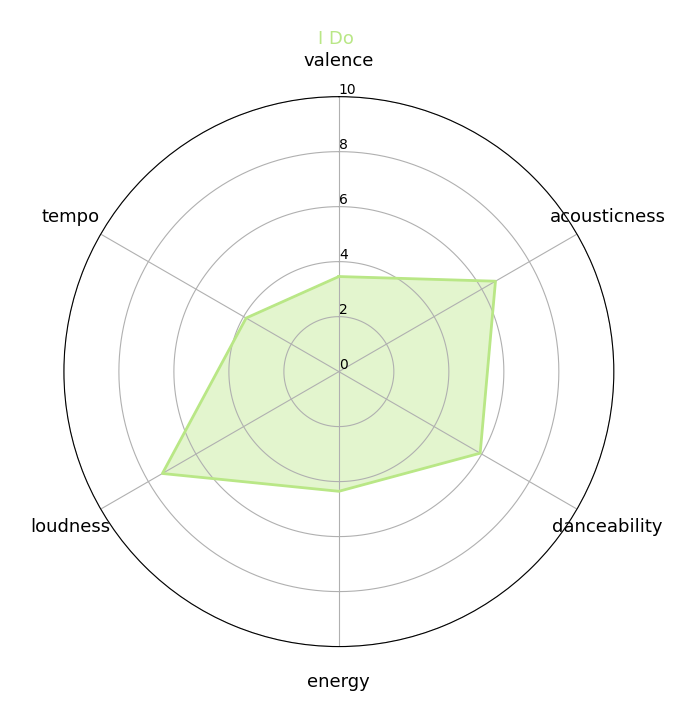 I Do
valence
10
8
tempo
6
acousticness
4
2
0
loudness
danceability
energy